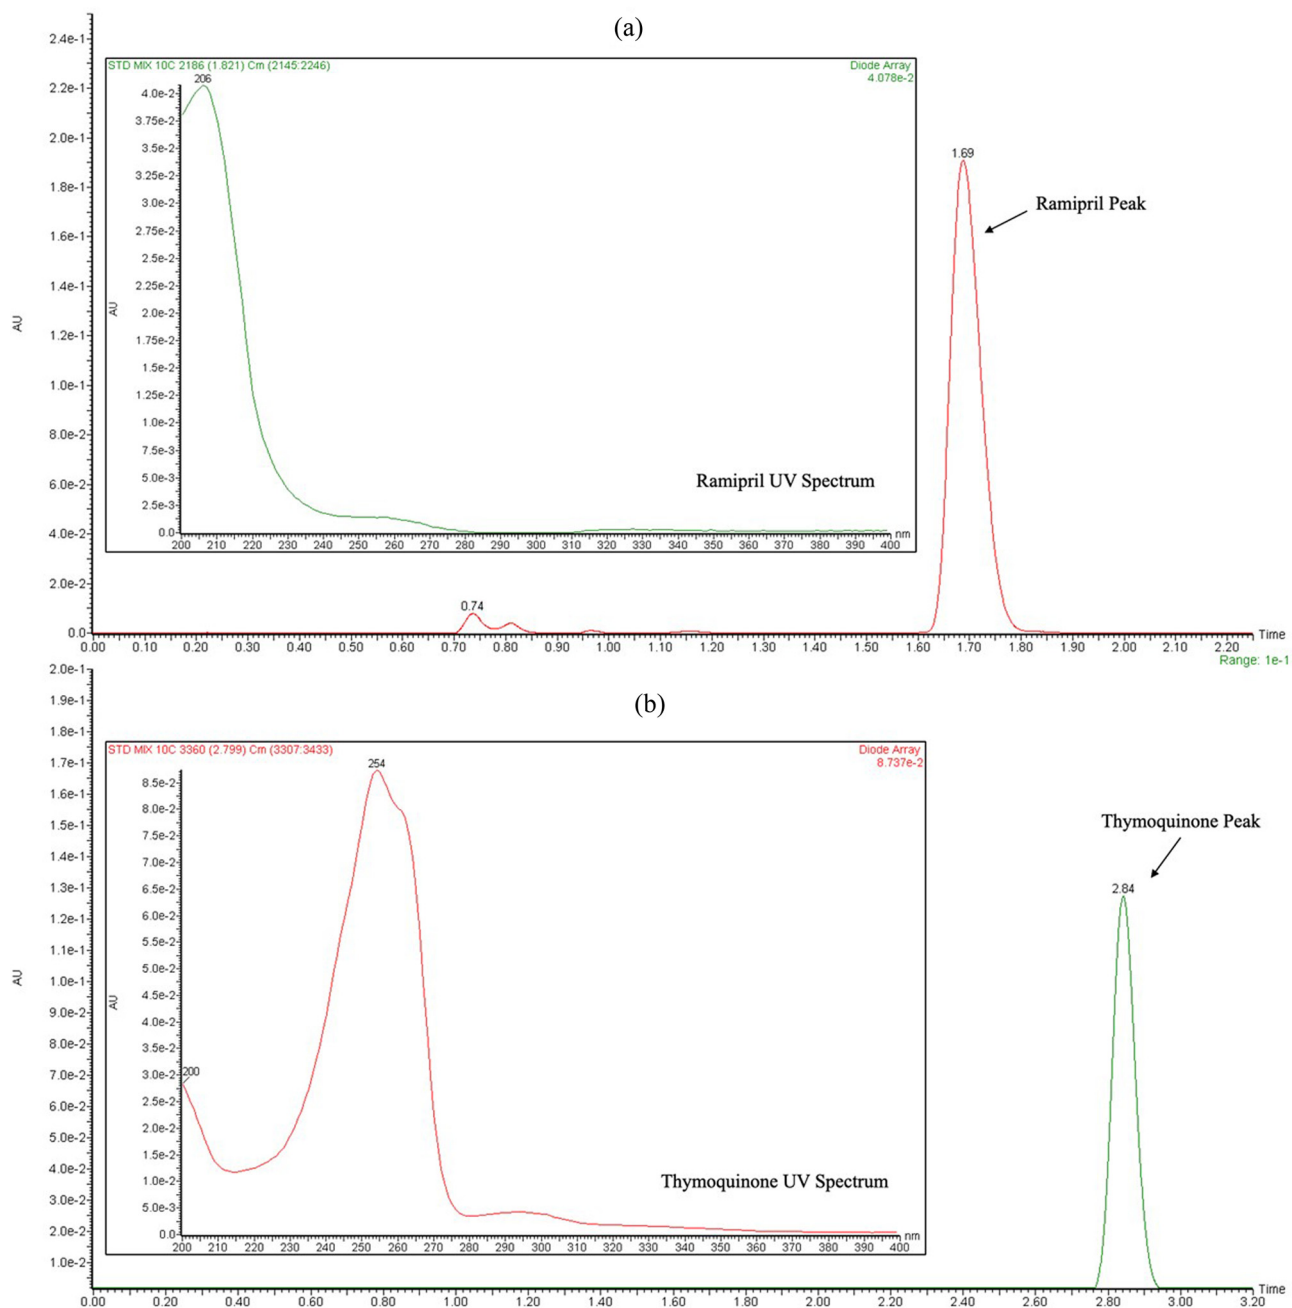 (a)
2.4e-1
2.2e-1
2.0e-1
1.8e-1
1.6e-1
1.4e-1
1.2e-1
1.0e-1
8.0e-2
6.0e-2
4.0e-2
2.0e-2
0.0
AU
STD MIX 10C 2186 (1.821) Cm (2145:2246)
Diode Array
4.078e-2
206
4.0e-2
3.75e-2
3.5e-2
3.25e-2
3.0e-2
2.75e-2
2.5e-2
2.25e-2
2.0e-2
1.75e-2
1.5e-2
1.25e-2
1.0e-2
7.5e-3
5.0e-3
2.5e-3
0.0
AU
Ramipril UV Spectrum
200 210 220 230 240 250 260 270 280 290 300 310 320 330 340 350 360 370 380 390 400 nm
1.69
Ramipril Peak
0.74
0.00 0.10 0.20 0.30 0.40 0.50 0.60 0.70 0.80 0.90 1.00 1.10 1.20 1.30 1.40 1.50 1.60 1.70 1.80 1.90 2.00 2.10 2.20 Time
Range: 1e-1
(b)
2.0e-1
1.9e-1
1.8e-1
1.7e-1
1.6e-1
1.5e-1
1.4e-1
1.3e-1
1.2e-1
1.1e-1
1.0e-1
9.0e-2
8.0e-2
7.0e-2
6.0e-2
5.0e-2
4.0e-2
3.0e-2
2.0e-2
1.0e-2
AU
STD MIX 10C 3360 (2.799) Cm (3307:3433)
Diode Array
8.737e-2
254
8.5e-2
8.0e-2
7.5e-2
7.0e-2
6.5e-2
6.0e-2
5.5e-2
5.0e-2
4.5e-2
4.0e-2
3.5e-2
3.0e-2
2.5e-2
2.0e-2
1.5e-2
1.0e-2
5.0e-3
0.0
AU
200
Thymoquinone UV Spectrum
200 210 220 230 240 250 260 270 280 290 300 310 320 330 340 350 360 370 380 390 400 nm
Thymoquinone Peak
2.84
0.00 0.20 0.40 0.60 0.80 1.00 1.20 1.40 1.60 1.80 2.00 2.20 2.40 2.60 2.80 3.00 3.20 Time